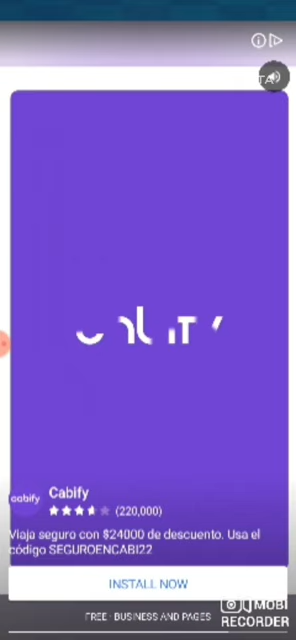 cabify
Cabify
(220,000)
Viaja seguro con $24000 de descuento. Usa el
código SEGUROENCABI22
INSTALL NOW
FREE · BUSINESS AND PAGES
MOBI
RECORDER